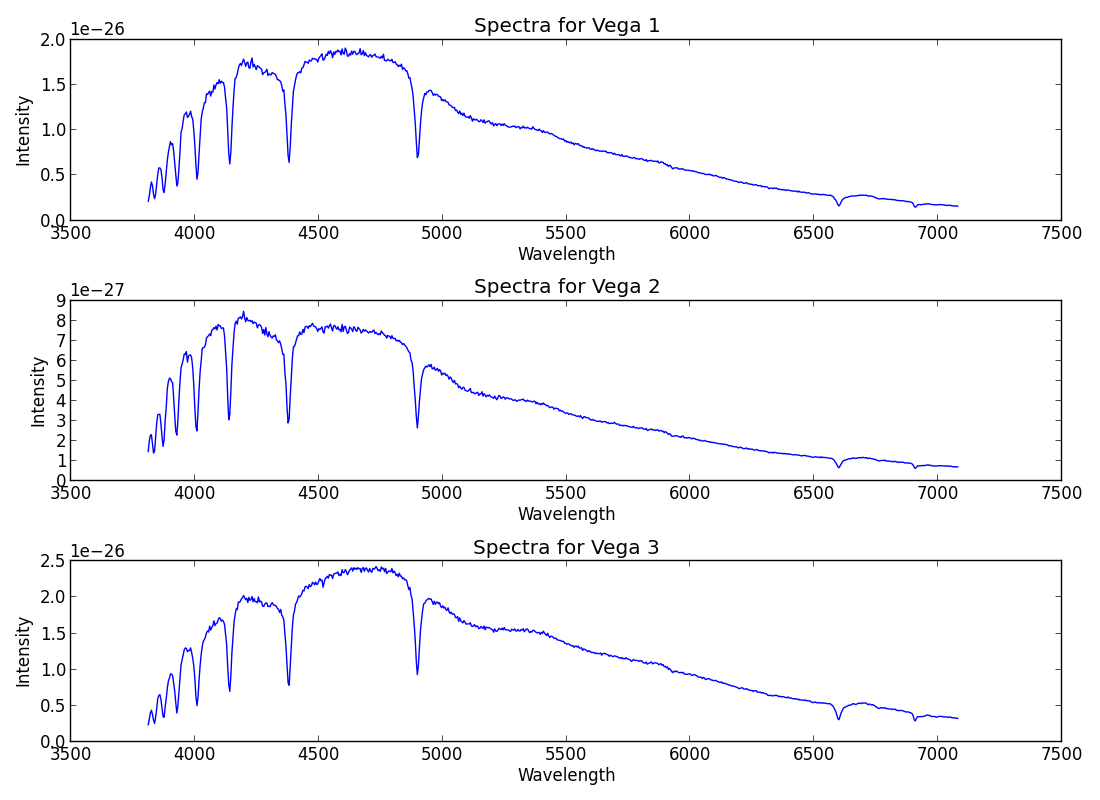 Spectra for Vega 1
1e−26
2.0
1.5
1.0
0.5
0.0
Intensity
3500 4000 4500 5000 5500 6000 6500 7000 7500
Wavelength
Spectra for Vega 2
1e−27
9
8
7
6
5
4
3
2
1
0
Intensity
3500 4000 4500 5000 5500 6000 6500 7000 7500
Wavelength
Spectra for Vega 3
1e−26
2.5
2.0
1.5
1.0
0.5
0.0
Intensity
3500 4000 4500 5000 5500 6000 6500 7000 7500
Wavelength